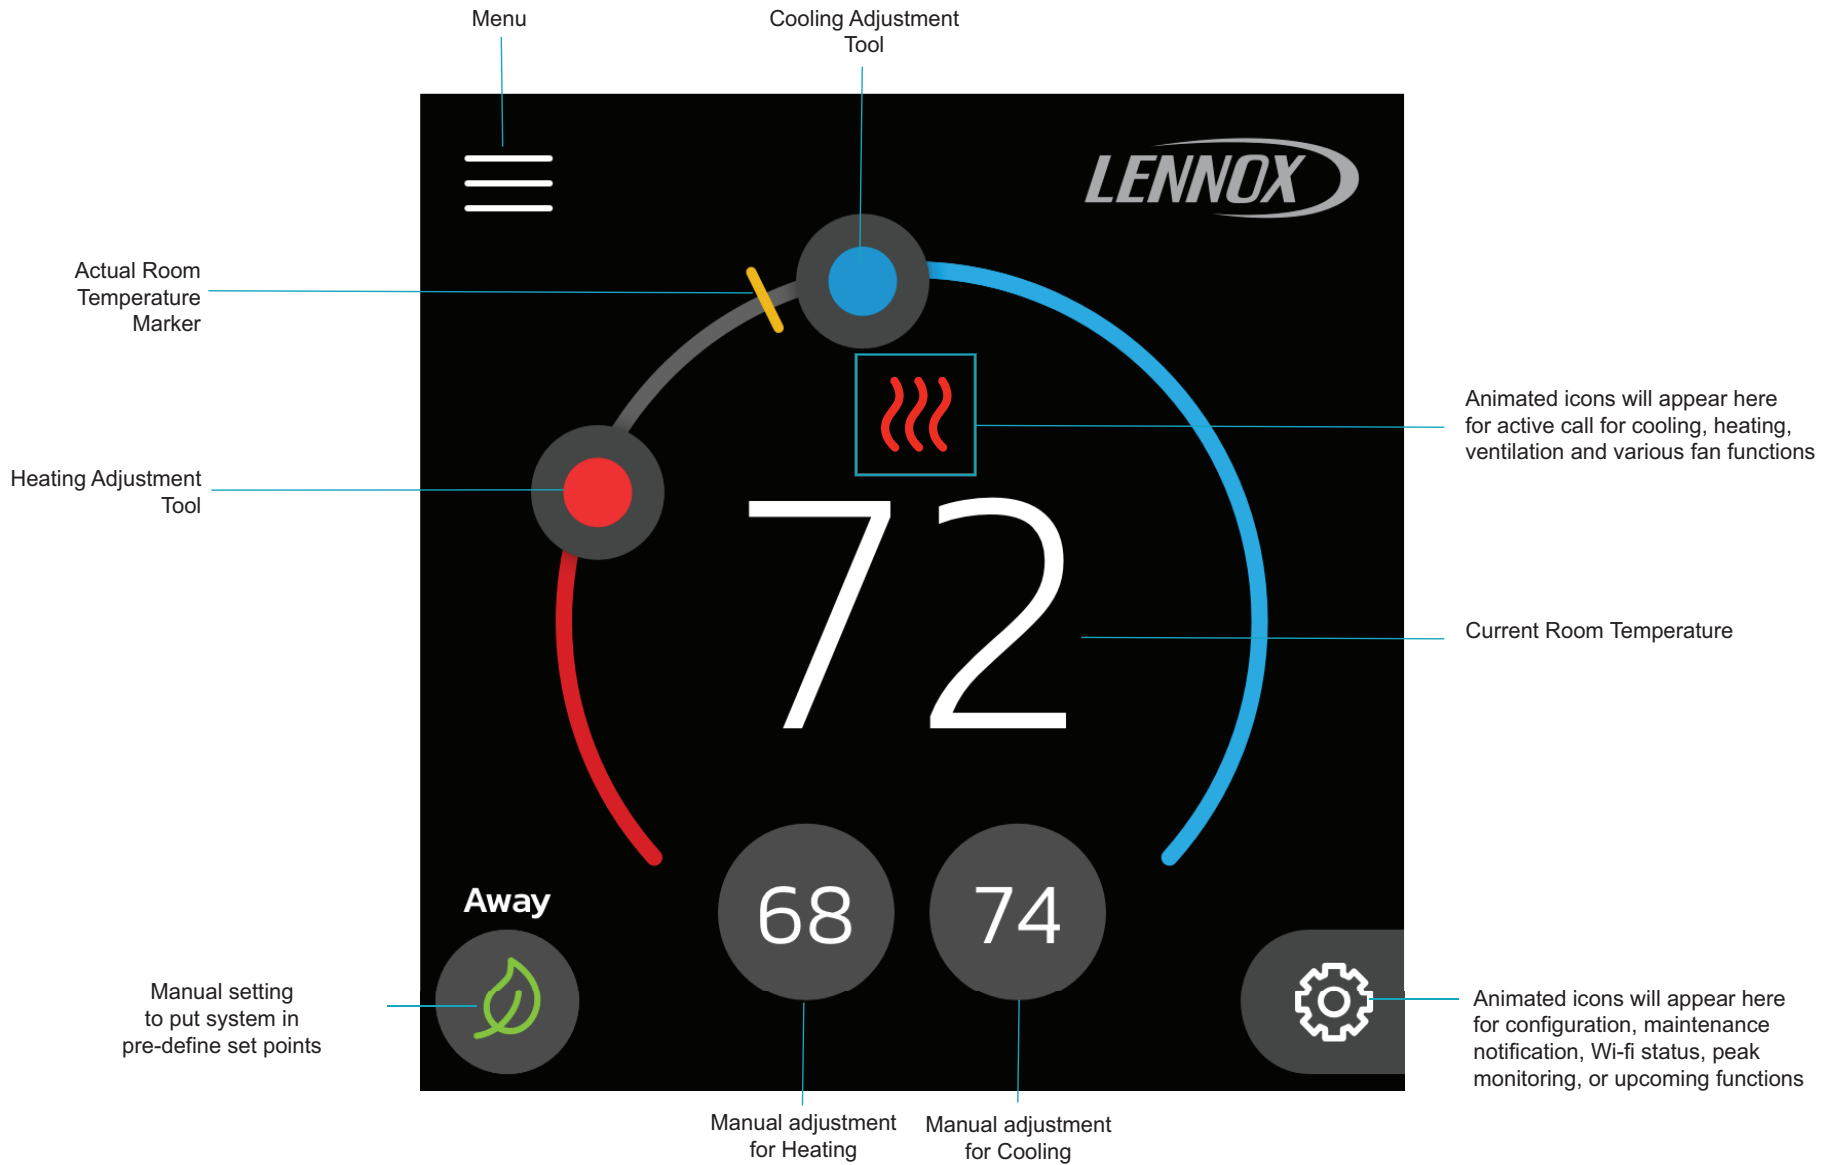 Menu
Cooling Adjustment
Tool
LENNOX
Actual Room
Temperature
Marker
Animated icons will appear here
for active call for cooling, heating,
ventilation and various fan functions
Heating Adjustment
Tool
72
Current Room Temperature
Away
68
74
Manual setting
to put system in
pre-define set points
Animated icons will appear here
for configuration, maintenance
notification, Wi-fi status, peak
monitoring, or upcoming functions
Manual adjustment
for Heating
Manual adjustment
for Cooling